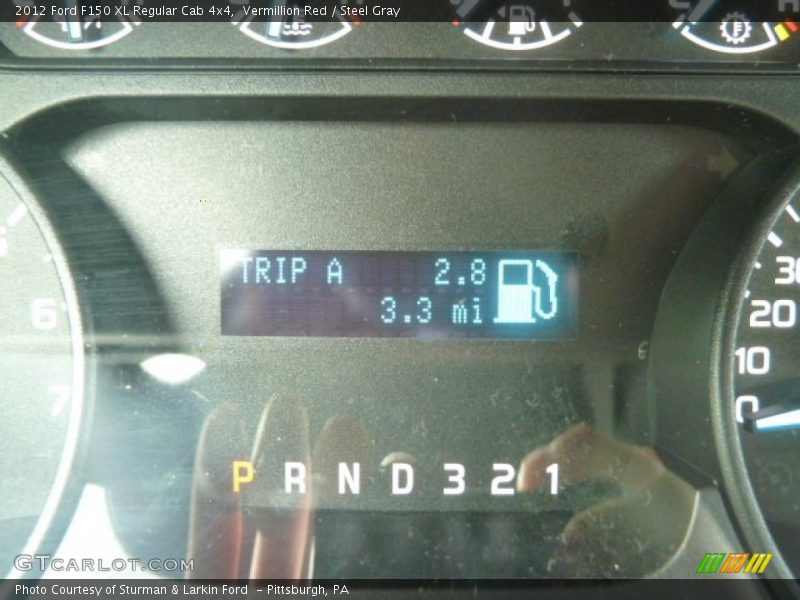 2012 Ford F150 XL Regular Cab 4x4, Vermillion Red / Steel Gray
TRIP A 2.8
3.3 mi
6
7
30
20
10
0
P R N D 3 2 1
GTCARLOT.COM
Photo Courtesy of Sturman & Larkin Ford - Pittsburgh, PA